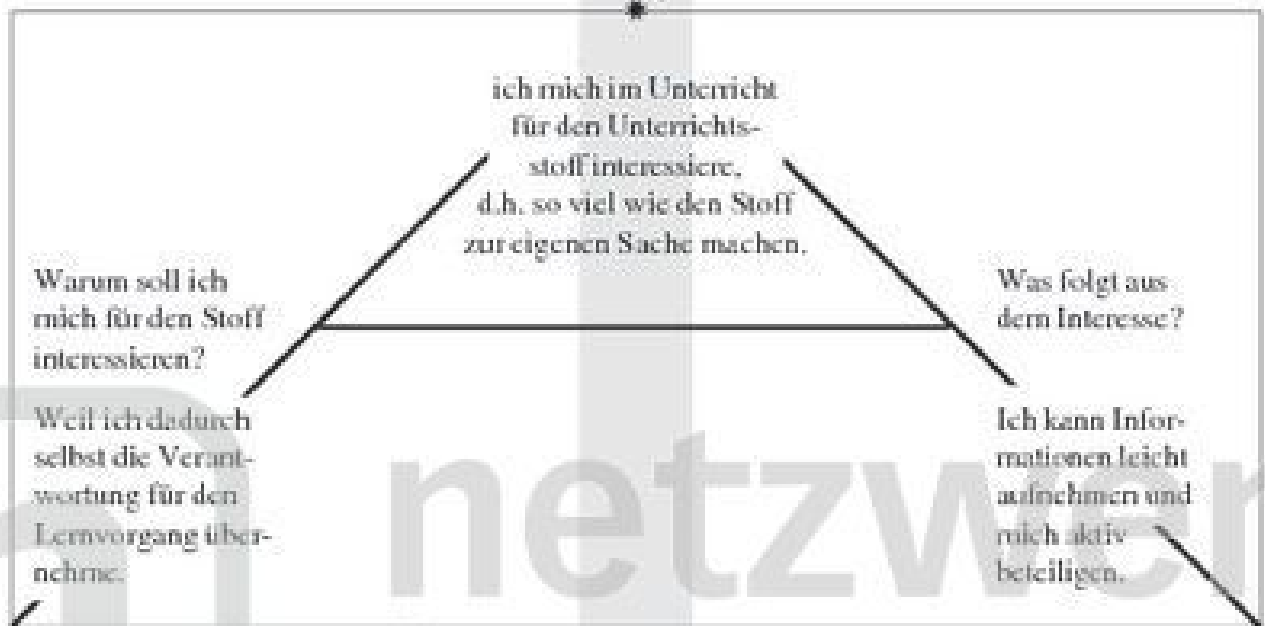 ich mich im Unterricht
für den Unterrichts-
stoff interessiere,
d.h. so viel wie den Stoff
zur eigenen Sache machen.
Warum soll ich
mich für den Stoff
interessieren?
Weil ich dadurch
selbst die Verant-
wortung für den
Lernvorgang über-
nehme.
Was folgt aus
dem Interesse?
Ich kann Infor-
mationen leicht
aufnehmen und
mich aktiv
beteiligen.
n netzwer